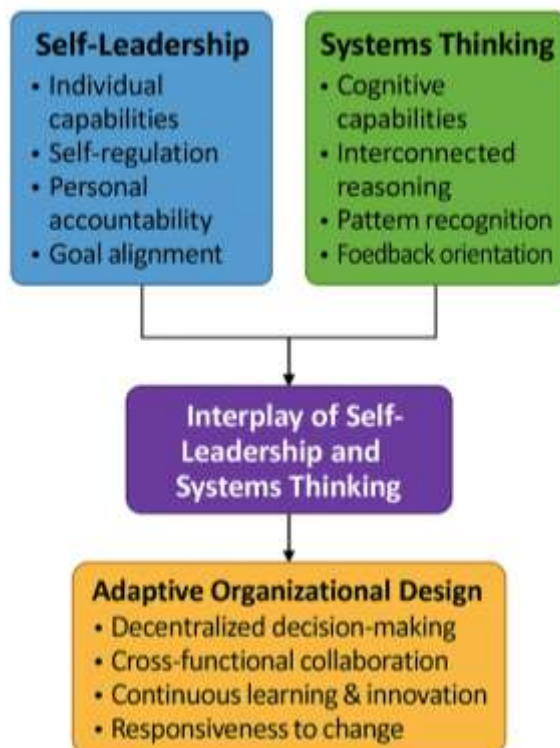 Self-Leadership
• Individual
capabilities
• Self-regulation
• Personal
accountability
• Goal alignment
Systems Thinking
• Cognitive
capabilities
• Interconnected
reasoning
• Pattem recognition
• Foedback orientation
Interplay of Self-
Leadership and
Systems Thinking
Adaptive Organizational Design
• Decentralized decision-making
• Cross-functional collaboration
• Continuous learning & innovation
• Responsiveness to change